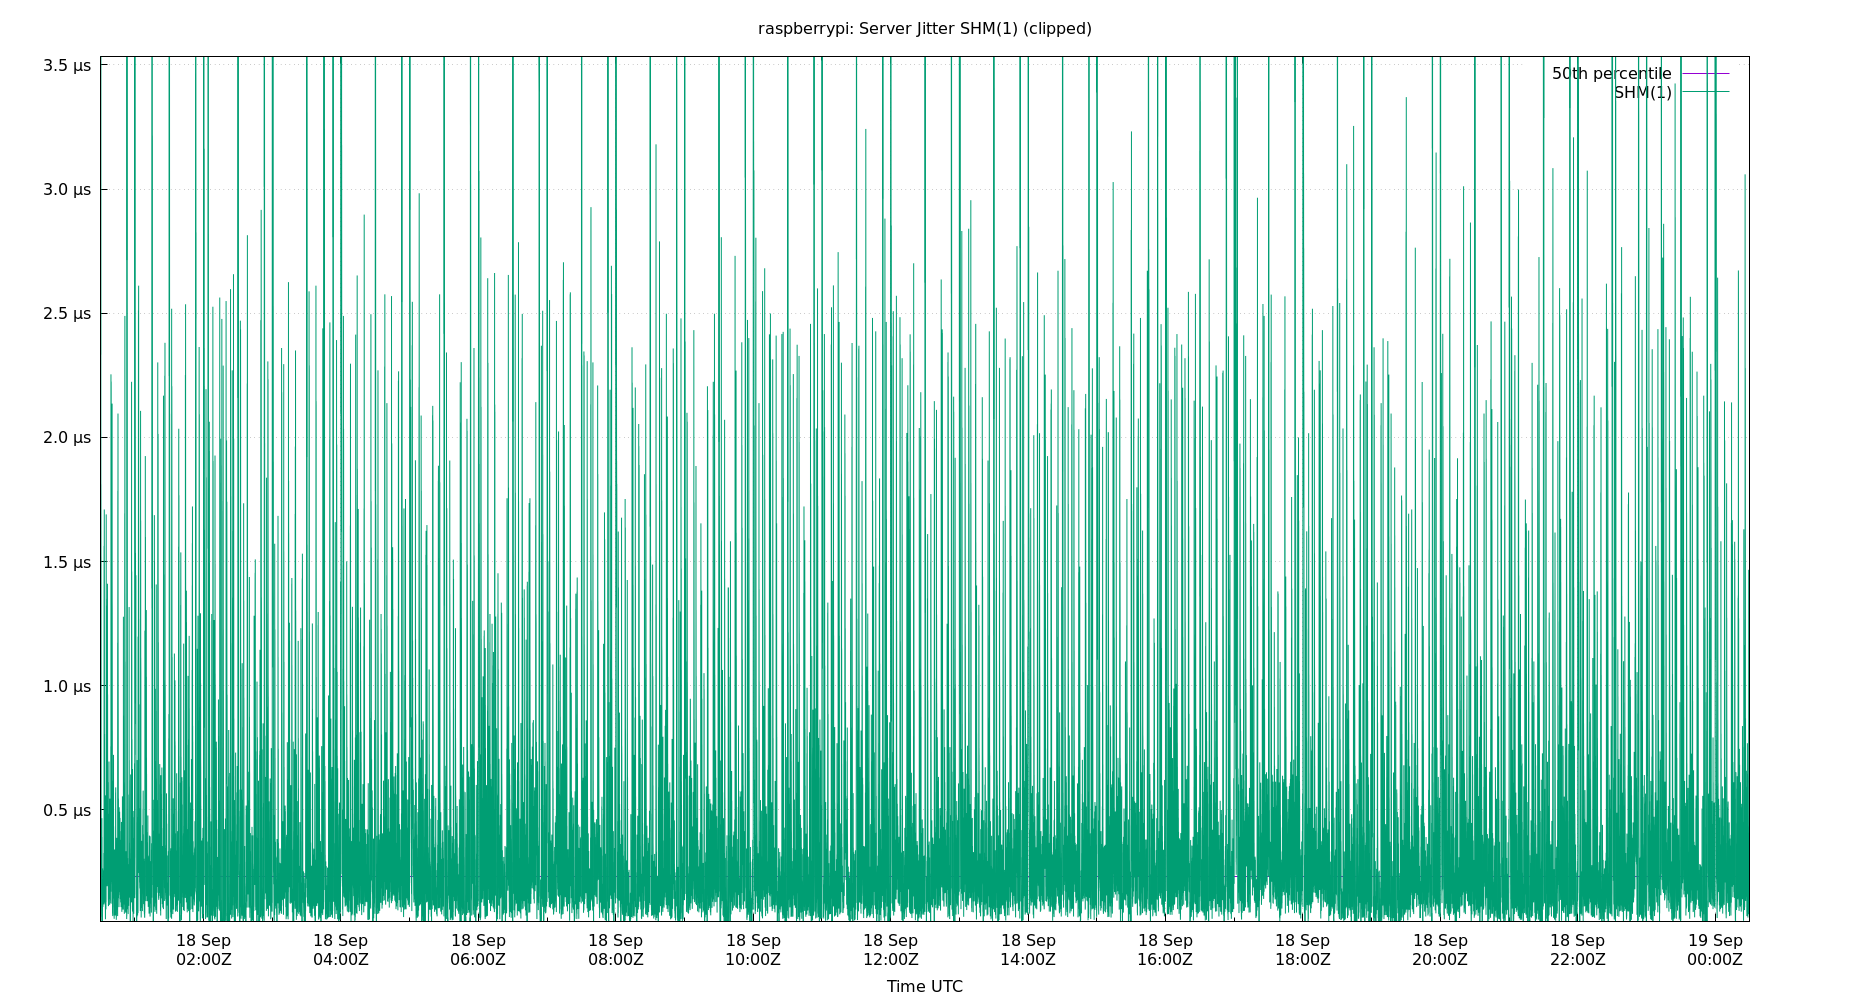 raspberrypi: Server Jitter SHM(1) (clipped)
3.5 μs
50th percentile
SHM(1)
3.0 μs
2.5 μs
2.0 μs
1.5 μs
1.0 μs
0.5 μs
18 Sep 18 Sep 18 Sep 18 Sep 18 Sep 18 Sep 18 Sep 18 Sep 18 Sep 18 Sep 18 Sep 19 Sep
02:00Z 04:00Z 06:00Z 08:00Z 10:00Z 12:00Z 14:00Z 16:00Z 18:00Z 20:00Z 22:00Z 00:00Z
Time UTC